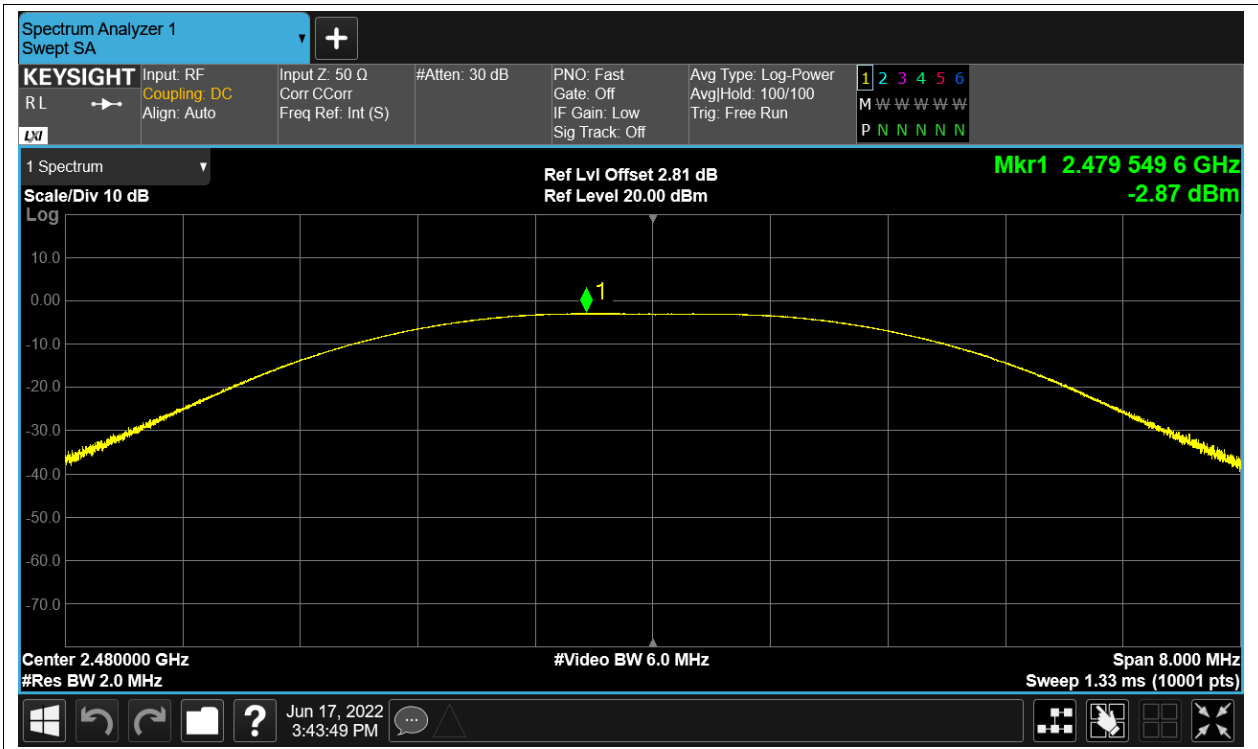 Spectrum Analyzer 1
Swept SA
+
KEYSIGHT
R L
LXI
Input: RF
Coupling: DC
Align: Auto
Input Z: 50 Ω
Corr CCorr
Freq Ref: Int (S)
#Atten: 30 dB
PNO: Fast
Gate: Off
IF Gain: Low
Sig Track: Off
Avg Type: Log-Power
Avg|Hold: 100/100
Trig: Free Run
1 2 3 4 5 6
M W W W W W
P N N N N N
1 Spectrum
Scale/Div 10 dB
Ref Lvl Offset 2.81 dB
Ref Level 20.00 dBm
Mkr1 2.479 549 6 GHz
-2.87 dBm
Log
10.0
0.00
-10.0
-20.0
-30.0
-40.0
-50.0
-60.0
-70.0
1
Center 2.480000 GHz
#Res BW 2.0 MHz
#Video BW 6.0 MHz
Span 8.000 MHz
Sweep 1.33 ms (10001 pts)
?
Jun 17, 2022
3:43:49 PM